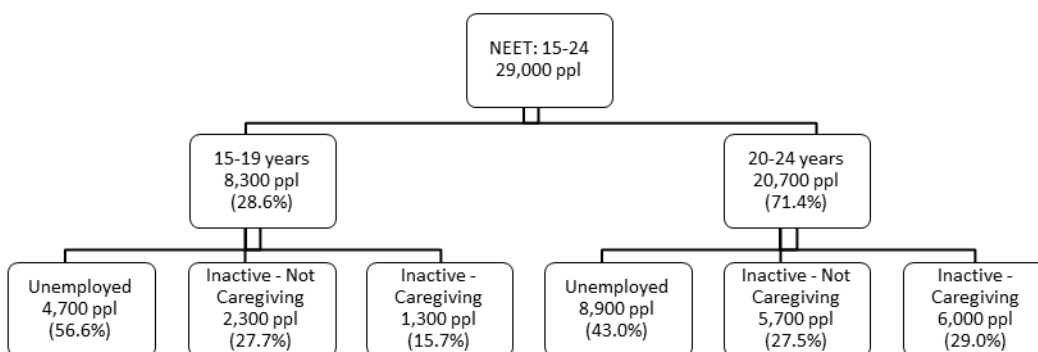 NEET: 15-24
29,000 ppl
15-19 years
8,300 ppl
(28.6%)
20-24 years
20,700 ppl
(71.4%)
Unemployed
4,700 ppl
(56.6%)
Inactive - Not
Caregiving
2,300 ppl
(27.7%)
Inactive -
Caregiving
1,300 ppl
(15.7%)
Unemployed
8,900 ppl
(43.0%)
Inactive - Not
Caregiving
5,700 ppl
(27.5%)
Inactive -
Caregiving
6,000 ppl
(29.0%)